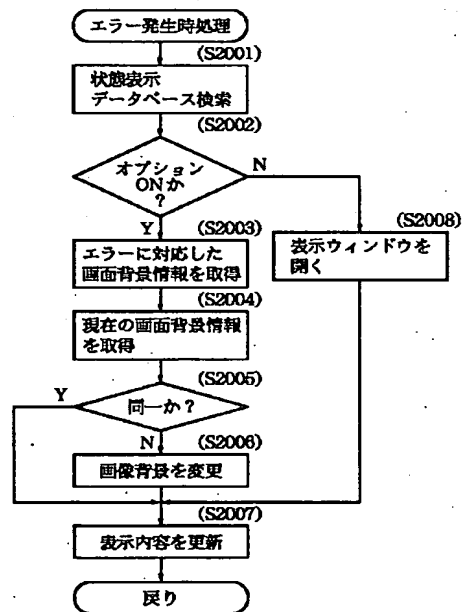 エラー発生時処理
(S2001)
状態表示
データベース検索
(S2002)
オプション
ONか
?
N
Y
(S2003)
(S2008)
エラーに対応した
画面背景情報を取得
表示ウィンドウを
開く
(S2004)
現在の画面背景情報
を取得
(S2005)
Y
同一か?
N
(S2006)
画像背景を変更
(S2007)
表示内容を更新
戻り